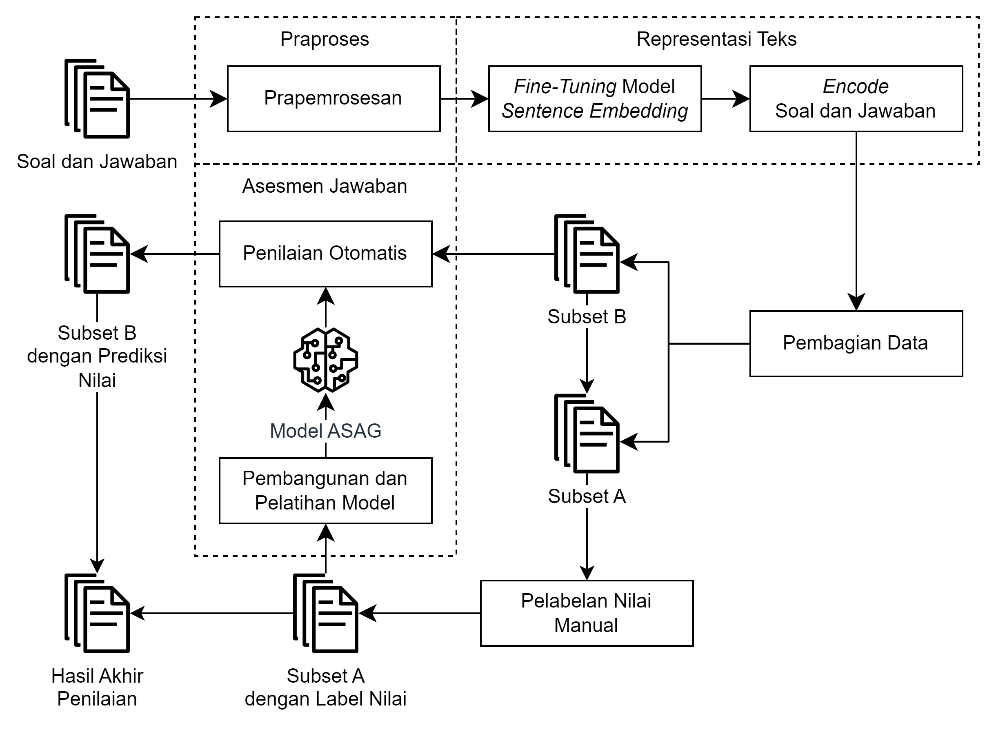 Praproses
Representasi Teks
Prapemrosesan
Fine-Tuning Model
Sentence Embedding
Encode
Soal dan Jawaban
Soal dan Jawaban
Asesmen Jawaban
Penilaian Otomatis
Subset B
Subset B
dengan Prediksi
Nilai
Pembagian Data
Model ASAG
Pembangunan dan
Pelatihan Model
Subset A
Pelabelan Nilai
Manual
Hasil Akhir
Penilaian
Subset A
dengan Label Nilai